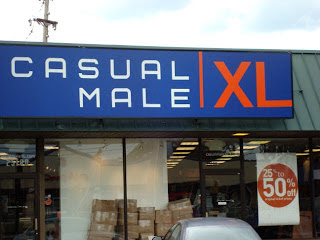 CASUAL
MALE
XL
25% to
50%
off